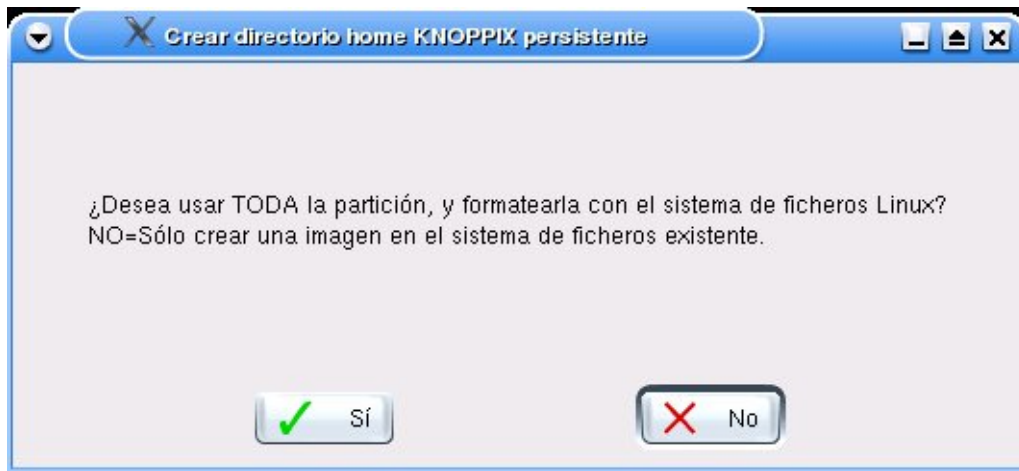 Crear directorio home KNOPPIX persistente
¿Desea usar TODA la partición, y formatearla con el sistema de ficheros Linux?
NO=Sólo crear una imagen en el sistema de ficheros existente.
Sí
No